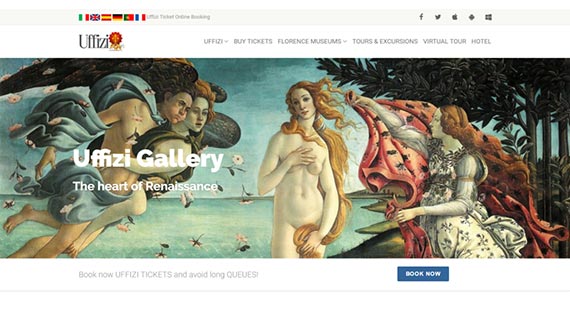 Uffizi Ticket Online Booking
Uffizi
UFFIZI BUY TICKETS FLORENCE MUSEUMS TOURS & EXCURSIONS VIRTUAL TOUR HOTEL
Uffizi Gallery
The heart of Renaissance
Book now UFFIZI TICKETS and avoid long QUEUES!
BOOK NOW